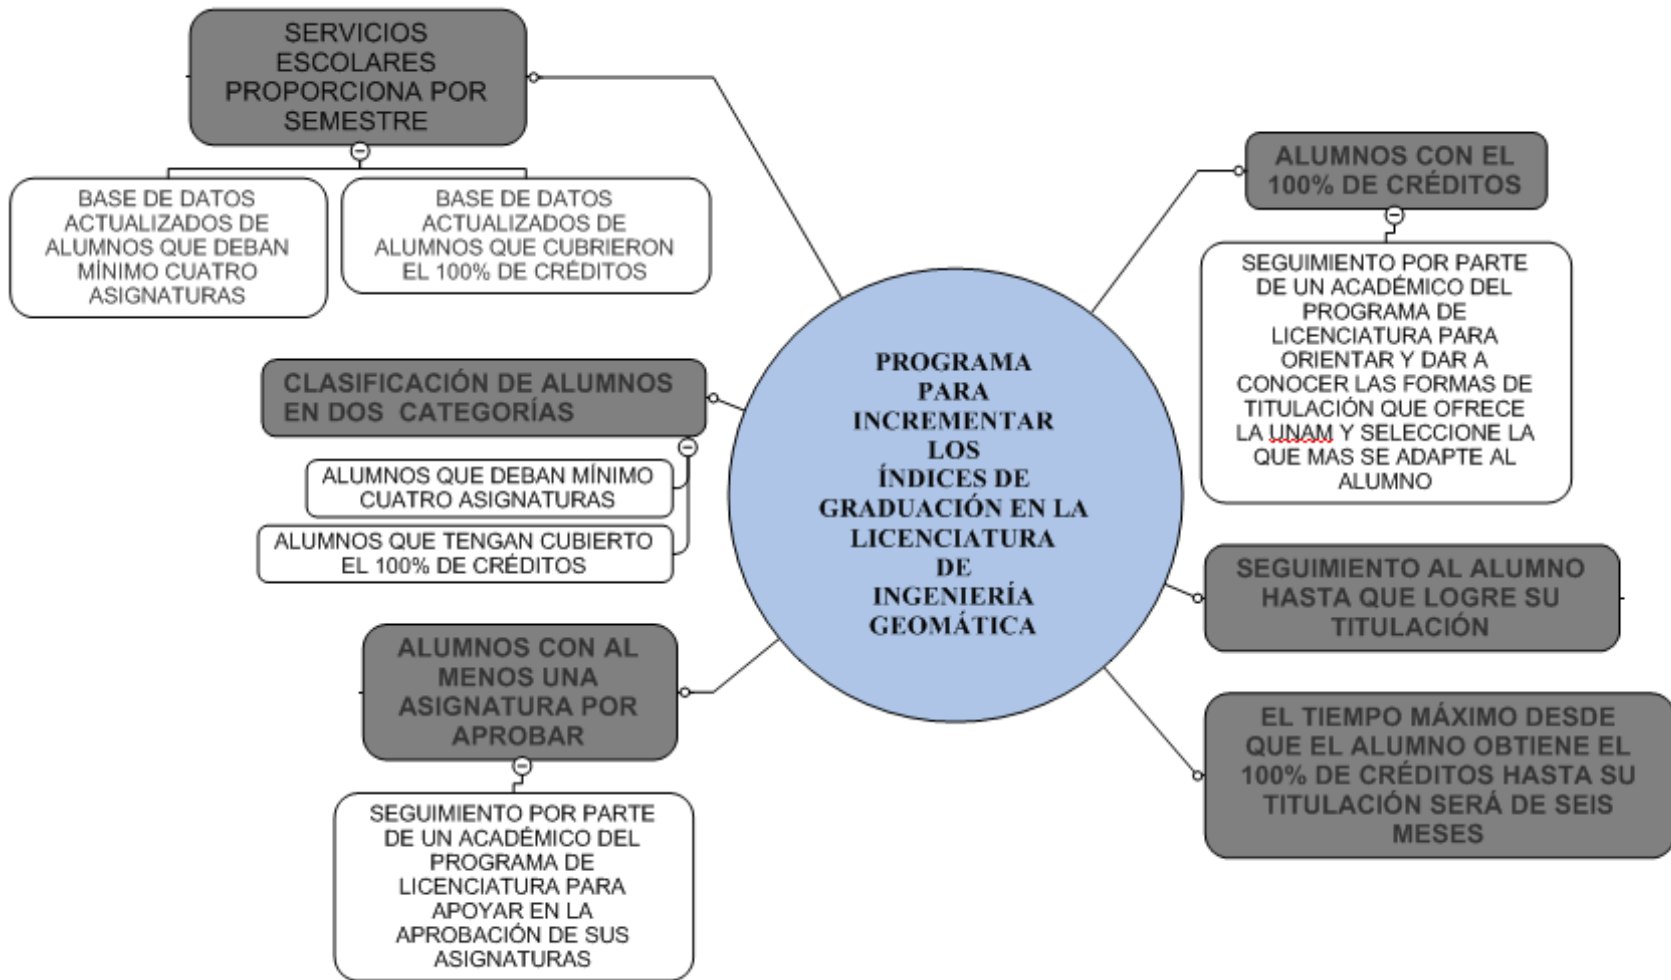 SERVICIOS
ESCOLARES
PROPORCIONA POR
SEMESTRE
BASE DE DATOS
ACTUALIZADOS DE
ALUMNOS QUE DEBAN
MÍNIMO CUATRO
ASIGNATURAS
BASE DE DATOS
ACTUALIZADOS DE
ALUMNOS QUE CUBRIERON
EL 100% DE CRÉDITOS
CLASIFICACIÓN DE ALUMNOS
EN DOS CATEGORÍAS
ALUMNOS QUE DEBAN MÍNIMO
CUATRO ASIGNATURAS
ALUMNOS QUE TENGAN CUBIERTO
EL 100% DE CRÉDITOS
ALUMNOS CON AL
MENOS UNA
ASIGNATURA POR
APROBAR
SEGUIMIENTO POR PARTE
DE UN ACADÉMICO DEL
PROGRAMA DE
LICENCIATURA PARA
APOYAR EN LA
APROBACIÓN DE SUS
ASIGNATURAS
PROGRAMA
PARA
INCREMENTAR
LOS
ÍNDICES DE
GRADUACIÓN EN LA
LICENCIATURA
DE
INGENIERÍA
GEOMÁTICA
ALUMNOS CON EL
100% DE CRÉDITOS
SEGUIMIENTO POR PARTE
DE UN ACADÉMICO DEL
PROGRAMA DE
LICENCIATURA PARA
ORIENTAR Y DAR A
CONOCER LAS FORMAS DE
TITULACIÓN QUE OFRECE
LA UNAM Y SELECCIONE LA
QUE MAS SE ADAPTE AL
ALUMNO
SEGUIMIENTO AL ALUMNO
HASTA QUE LOGRE SU
TITULACIÓN
EL TIEMPO MÁXIMO DESDE
QUE EL ALUMNO OBTIENE EL
100% DE CRÉDITOS HASTA SU
TITULACIÓN SERÁ DE SEIS
MESES